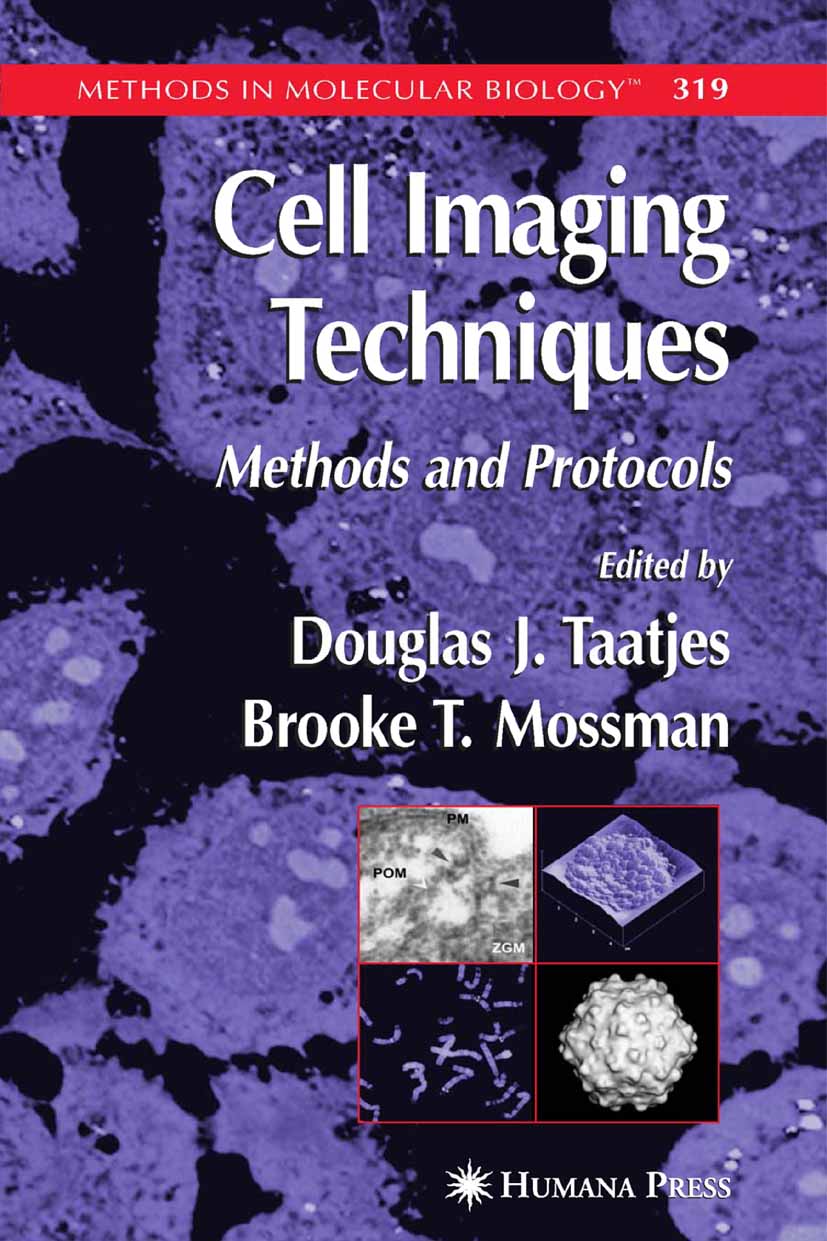 METHODS IN MOLECULAR BIOLOGY™ 319
Cell Imaging
Techniques
Methods and Protocols
Edited by
Douglas J. Taatjes
Brooke T. Mossman
PM
POM
ZGM
HUMANA PRESS